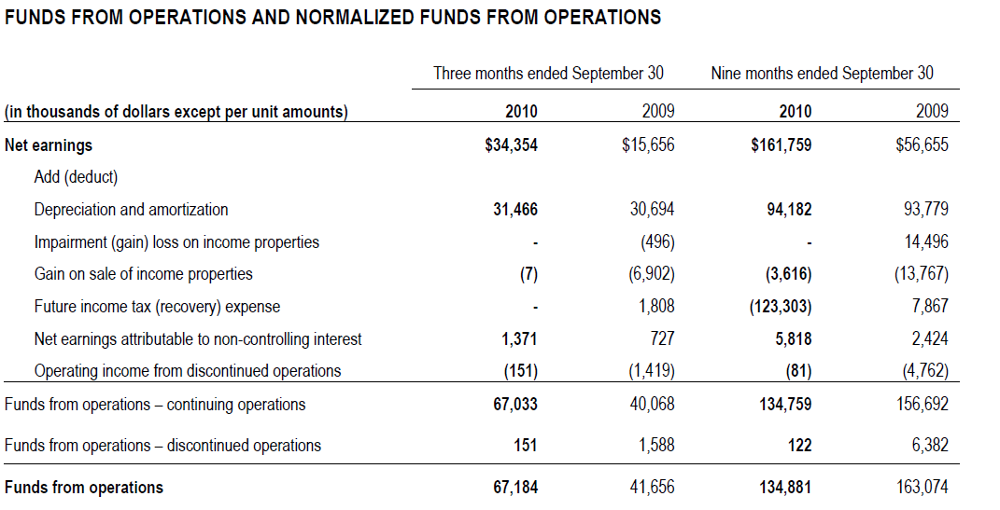 FUNDS FROM OPERATIONS AND NORMALIZED FUNDS FROM OPERATIONS
Three months ended September 30 Nine months ended September 30
(in thousands of dollars except per unit amounts) 2010 2009 2010 2009
Net earnings $34,354 $15,656 $161,759 $56,655
Add (deduct)
Depreciation and amortization 31,466 30,694 94,182 93,779
Impairment (gain) loss on income properties - (496) - 14,496
Gain on sale of income properties (7) (6,902) (3,616) (13,767)
Future income tax (recovery) expense - 1,808 (123,303) 7,867
Net earnings attributable to non-controlling interest 1,371 727 5,818 2,424
Operating income from discontinued operations (151) (1,419) (81) (4,762)
Funds from operations – continuing operations 67,033 40,068 134,759 156,692
Funds from operations – discontinued operations 151 1,588 122 6,382
Funds from operations 67,184 41,656 134,881 163,074